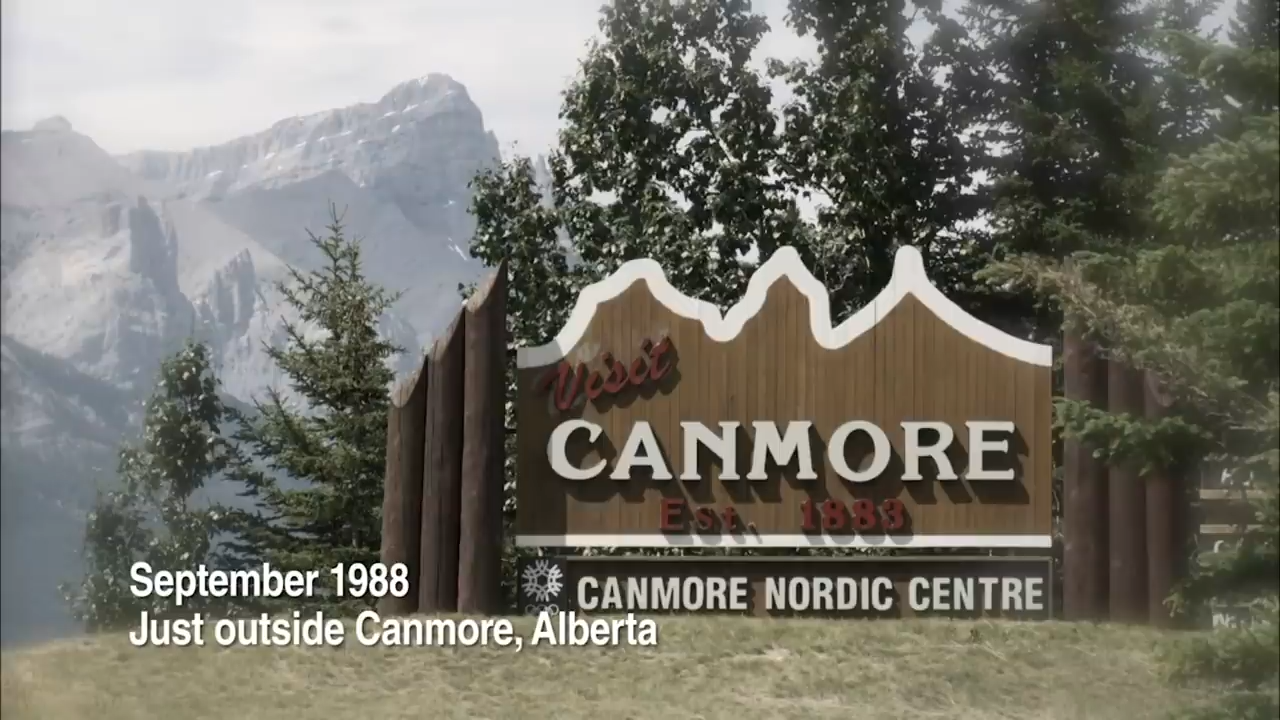 Visit
CANMORE
Est. 1883
CANMORE NORDIC CENTRE
September 1988
Just outside Canmore, Alberta